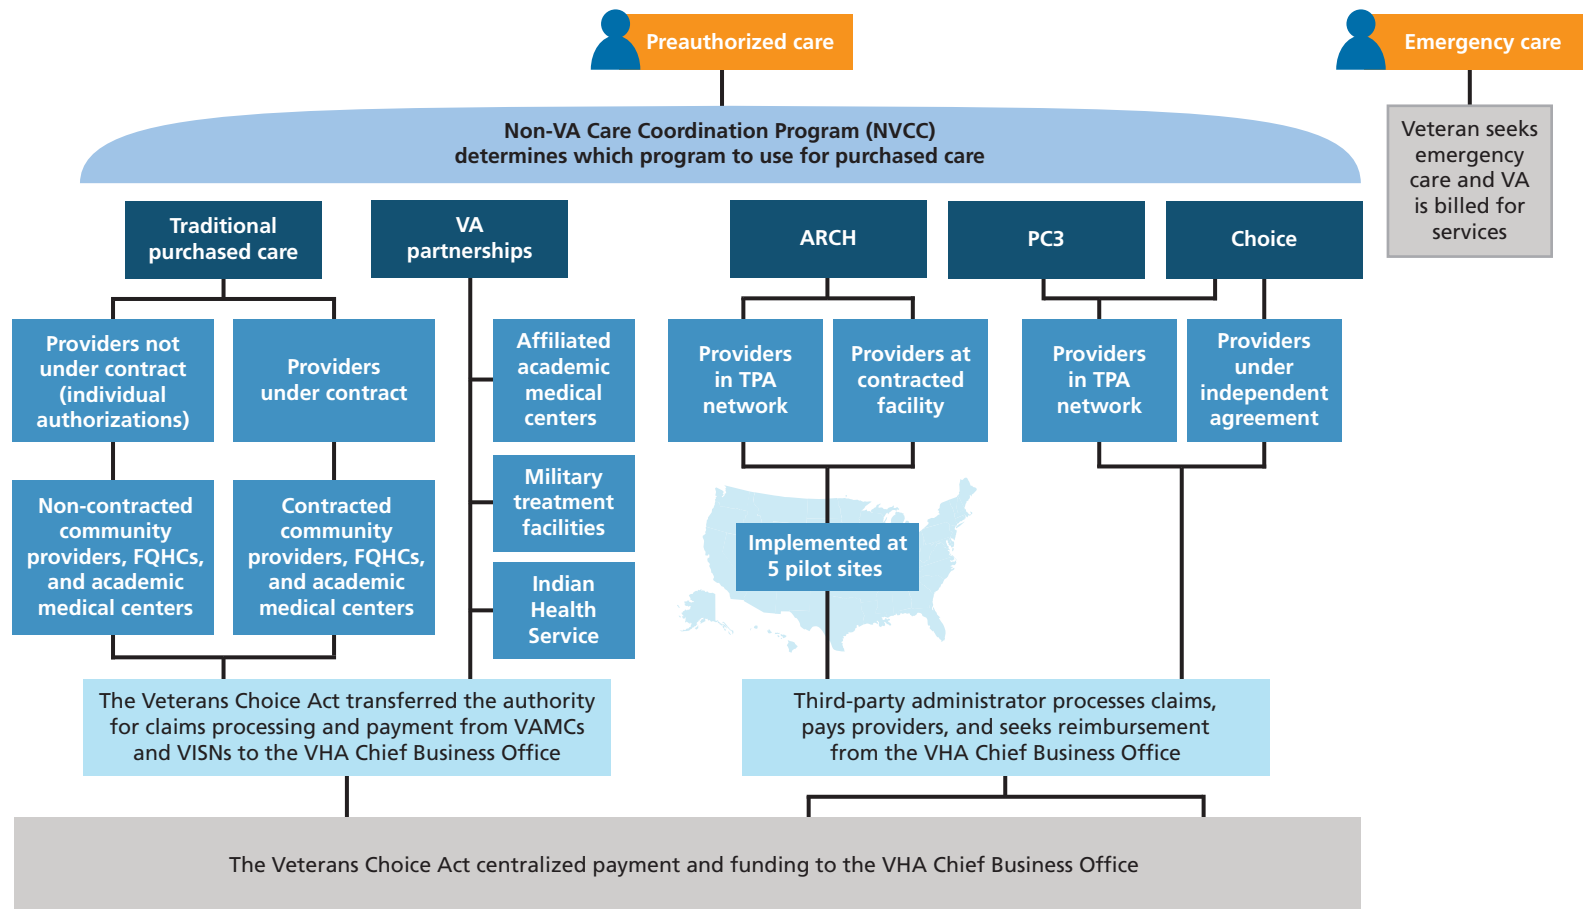 Preauthorized care
Emergency care
Non-VA Care Coordination Program (NVCC)
determines which program to use for purchased care
Veteran seeks
emergency
care and VA
is billed for
services
Traditional
purchased care
VA
partnerships
ARCH
PC3
Choice
Providers not
under contract
(individual
authorizations)
Providers
under contract
Affiliated
academic
medical
centers
Providers
in TPA
network
Providers at
contracted
facility
Providers
in TPA
network
Providers
under
independent
agreement
Non-contracted
community
providers, FQHCs,
and academic
medical centers
Contracted
community
providers, FQHCs,
and academic
medical centers
Military
treatment
facilities
Indian
Health
Service
Implemented at
5 pilot sites
The Veterans Choice Act transferred the authority
for claims processing and payment from VAMCs
and VISNs to the VHA Chief Business Office
Third-party administrator processes claims,
pays providers, and seeks reimbursement
from the VHA Chief Business Office
The Veterans Choice Act centralized payment and funding to the VHA Chief Business Office